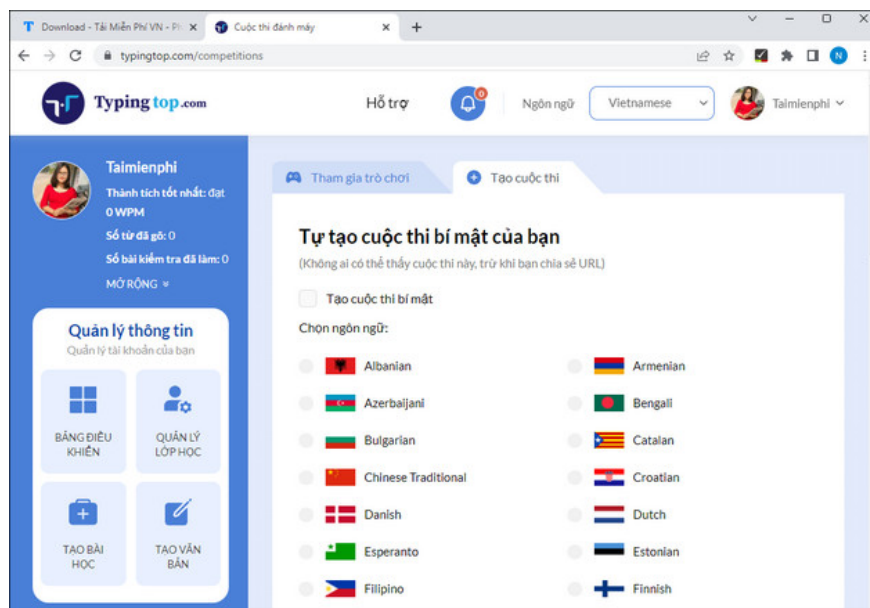 Download - Tải Miễn Phí VN - Ph
Cuộc thi đánh máy
typingtop.com/competitions
N
Typing top .com
Hỗ trợ
0
Ngôn ngữ
Vietnamese
Taimienphi
Taimienphi
Thành tích tốt nhất: đạt
0 WPM
Số từ đã gõ: 0
Số bài kiểm tra đã làm: 0
MỞ RỘNG
Quản lý thông tin
Quản lý tài khoản của bạn
BẢNG ĐIỀU
KHIỂN
QUẢN LÝ
LỚP HỌC
TẠO BÀI
HỌC
TẠO VĂN
BẢN
Tham gia trò chơi
Tạo cuộc thi
Tự tạo cuộc thi bí mật của bạn
(Không ai có thể thấy cuộc thi này, trừ khi bạn chia sẻ URL)
Tạo cuộc thi bí mật
Chọn ngôn ngữ:
Albanian
Armenian
Azerbaijani
Bengali
Bulgarian
Catalan
Chinese Traditional
Croatian
Danish
Dutch
Esperanto
Estonian
Filipino
Finnish